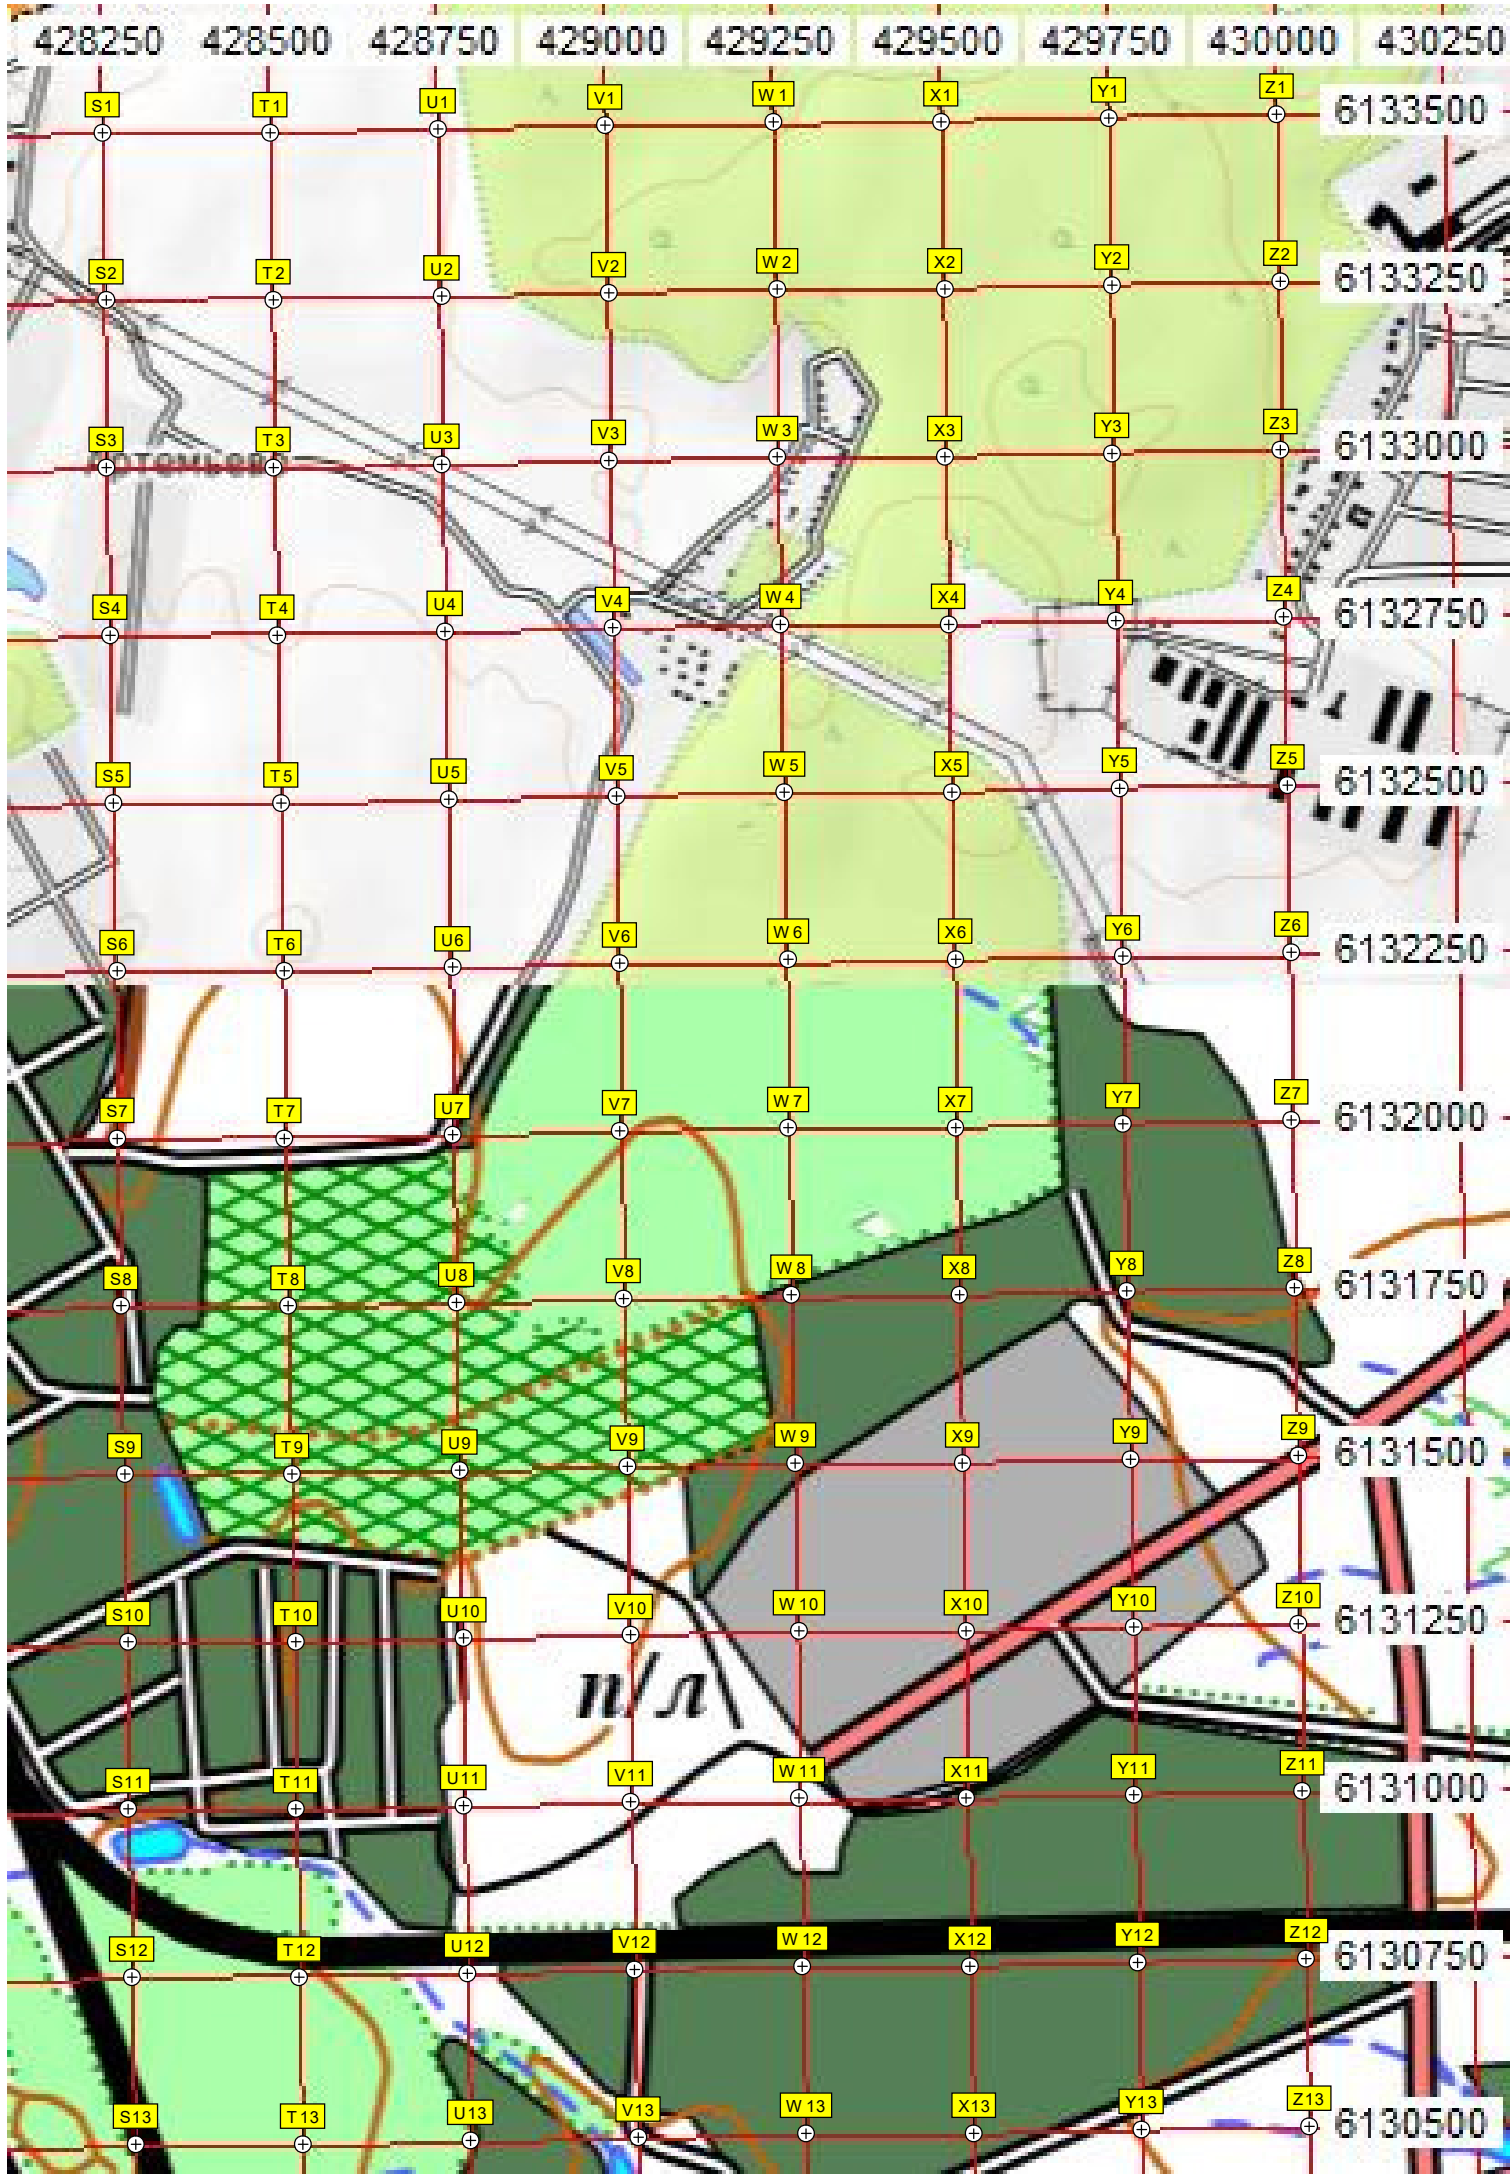 428250 428500 428750 429000 429250 429500 429750 430000 430250
S1 T1 U1 V1 W1 X1 Y1 Z1
6133500
S2 T2 U2 V2 W2 X2 Y2 Z2
6133250
S3 T3 U3 V3 W3 X3 Y3 Z3
6133000
S4 T4 U4 V4 W4 X4 Y4 Z4
6132750
S5 T5 U5 V5 W5 X5 Y5 Z5
6132500
S6 T6 U6 V6 W6 X6 Y6 Z6
6132250
S7 T7 U7 V7 W7 X7 Y7 Z7
6132000
S8 T8 U8 V8 W8 X8 Y8 Z8
6131750
S9 T9 U9 V9 W9 X9 Y9 Z9
6131500
S10 T10 U10 V10 W10 X10 Y10 Z10
6131250
п/л
S11 T11 U11 V11 W11 X11 Y11 Z11
6131000
S12 T12 U12 V12 W12 X12 Y12 Z12
6130750
S13 T13 U13 V13 W13 X13 Y13 Z13
6130500